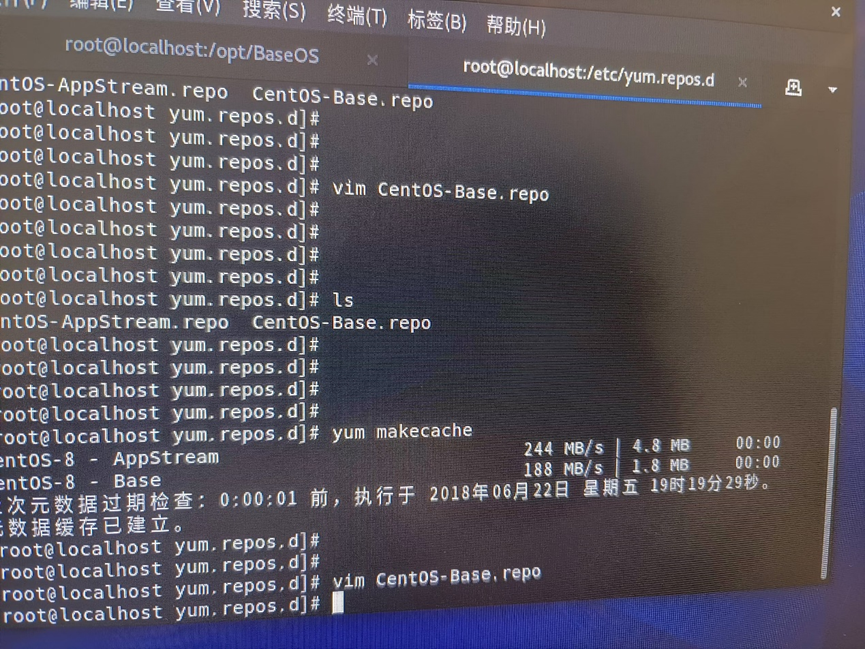 编辑(E) 查看(V) 搜索(S) 终端(T) 标签(B) 帮助(H)
root@localhost:/opt/BaseOS × root@localhost:/etc/yum.repos.d ×
ntOS-AppStream.repo CentOS-Base.repo
oot@localhost yum.repos.d]#
oot@localhost yum.repos.d]#
oot@localhost yum.repos.d]#
oot@localhost yum.repos.d]# vim CentOS-Base.repo
oot@localhost yum.repos.d]#
oot@localhost yum.repos.d]#
oot@localhost yum.repos.d]#
oot@localhost yum.repos.d]#
oot@localhost yum.repos.d]# ls
ntOS-AppStream.repo CentOS-Base.repo
oot@localhost yum.repos.d]#
oot@localhost yum.repos.d]#
oot@localhost yum.repos.d]#
oot@localhost yum.repos.d]#
oot@localhost yum.repos.d]# yum makecache
entOS-8 - AppStream 244 MB/s | 4.8 MB 00:00
entOS-8 - Base 188 MB/s | 1.8 MB 00:00
次元数据过期检查：0:00:01 前，执行于 2018年06月22日 星期五 19时19分29秒。
元数据缓存已建立。
root@localhost yum.repos.d]#
root@localhost yum.repos.d]#
root@localhost yum.repos.d]# vim CentOS-Base.repo
root@localhost yum.repos.d]#